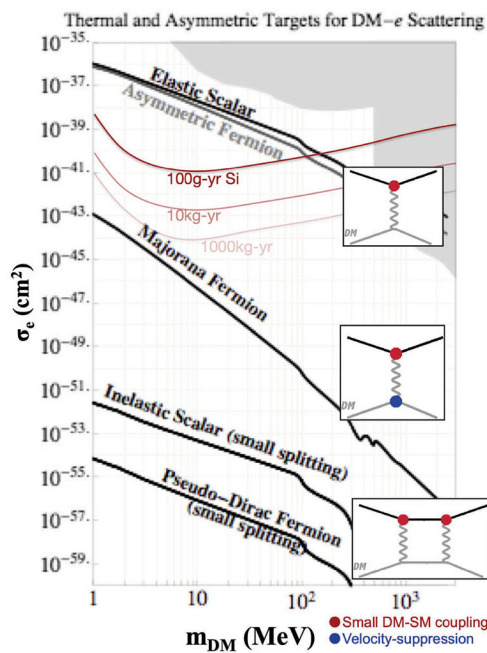 Thermal and Asymmetric Targets for DM-e Scattering
10⁻³⁵
10⁻³⁷
10⁻³⁹
10⁻⁴¹
10⁻⁴³
10⁻⁴⁵
10⁻⁴⁷
10⁻⁴⁹
10⁻⁵¹
10⁻⁵³
10⁻⁵⁵
10⁻⁵⁷
10⁻⁵⁹
σₑ (cm²)
Elastic Scalar
Asymmetric Fermion
100g-yr Si
10kg-yr
1000kg-yr
Majorana Fermion
Inelastic Scalar (small splitting)
Pseudo-Dirac Fermion
(small splitting)
DM
DM
DM
1
10
10²
10³
m_DM (MeV)
Small DM-SM coupling
Velocity-suppression